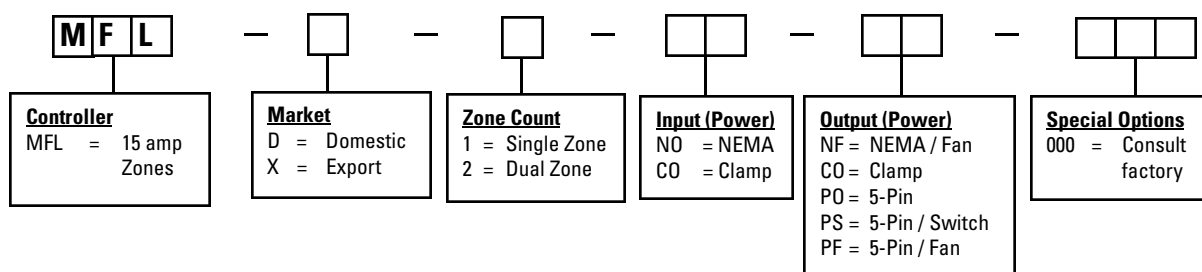 M F L – – – – –
Controller
MFL = 15 amp
Zones
Market
D = Domestic
X = Export
Zone Count
1 = Single Zone
2 = Dual Zone
Input (Power)
NO = NEMA
CO = Clamp
Output (Power)
NF = NEMA / Fan
CO = Clamp
PO = 5-Pin
PS = 5-Pin / Switch
PF = 5-Pin / Fan
Special Options
000 = Consult
factory